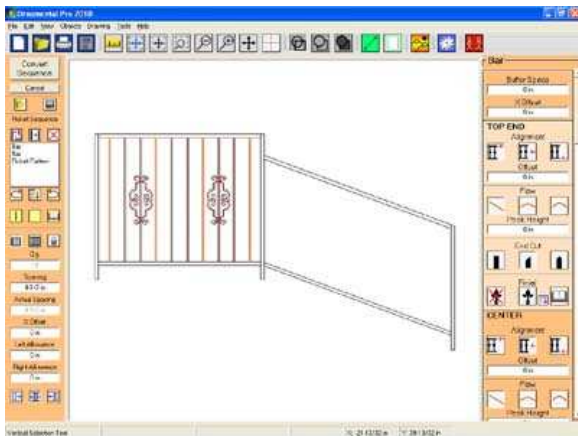 Ornamental Pro 2010
File Edit View Objects Drawing Tools Help
Convert
Sequence
Cancel
Picket Sequence
Bar
Bar
Picket Pattern
Qty
Spacing
Actual Spacing
X Offset
0 in
Left Allowance
0 in
Right Allowance
0 in
Bar
Buffer Space
0 in
X Offset
0 in
TOP END
Alignment
Offset
0 in
Flow
Peak Height
0 in
End Cut
Finial
CENTER
Alignment
Offset
0 in
Flow
Peak Height
Vertical Selection Tool